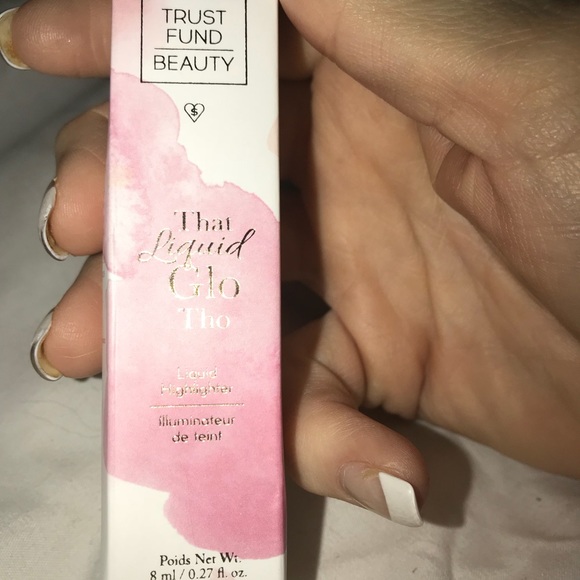 TRUST
FUND
BEAUTY
$
That
Liquid
Glo
Tho
Liquid
Highlighter
Illuminateur
de teint
Poids Net Wt.
8 ml / 0.27 fl. oz.